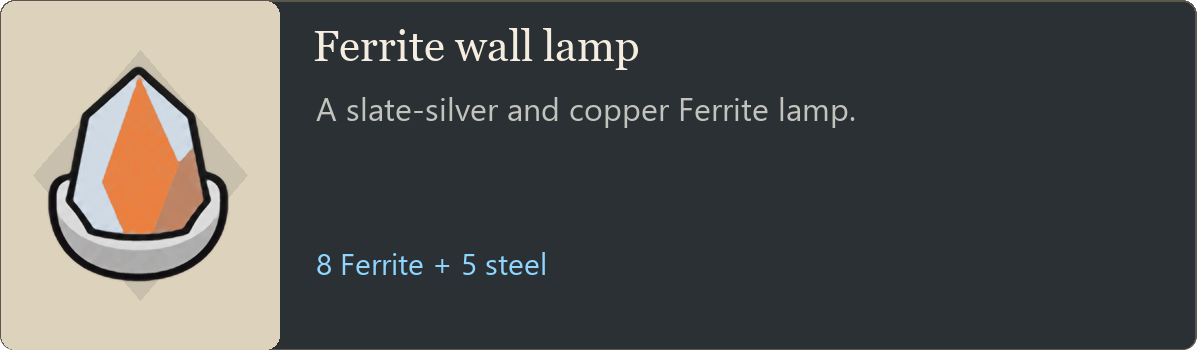 Ferrite wall lamp
A slate-silver and copper Ferrite lamp.
8 Ferrite + 5 steel